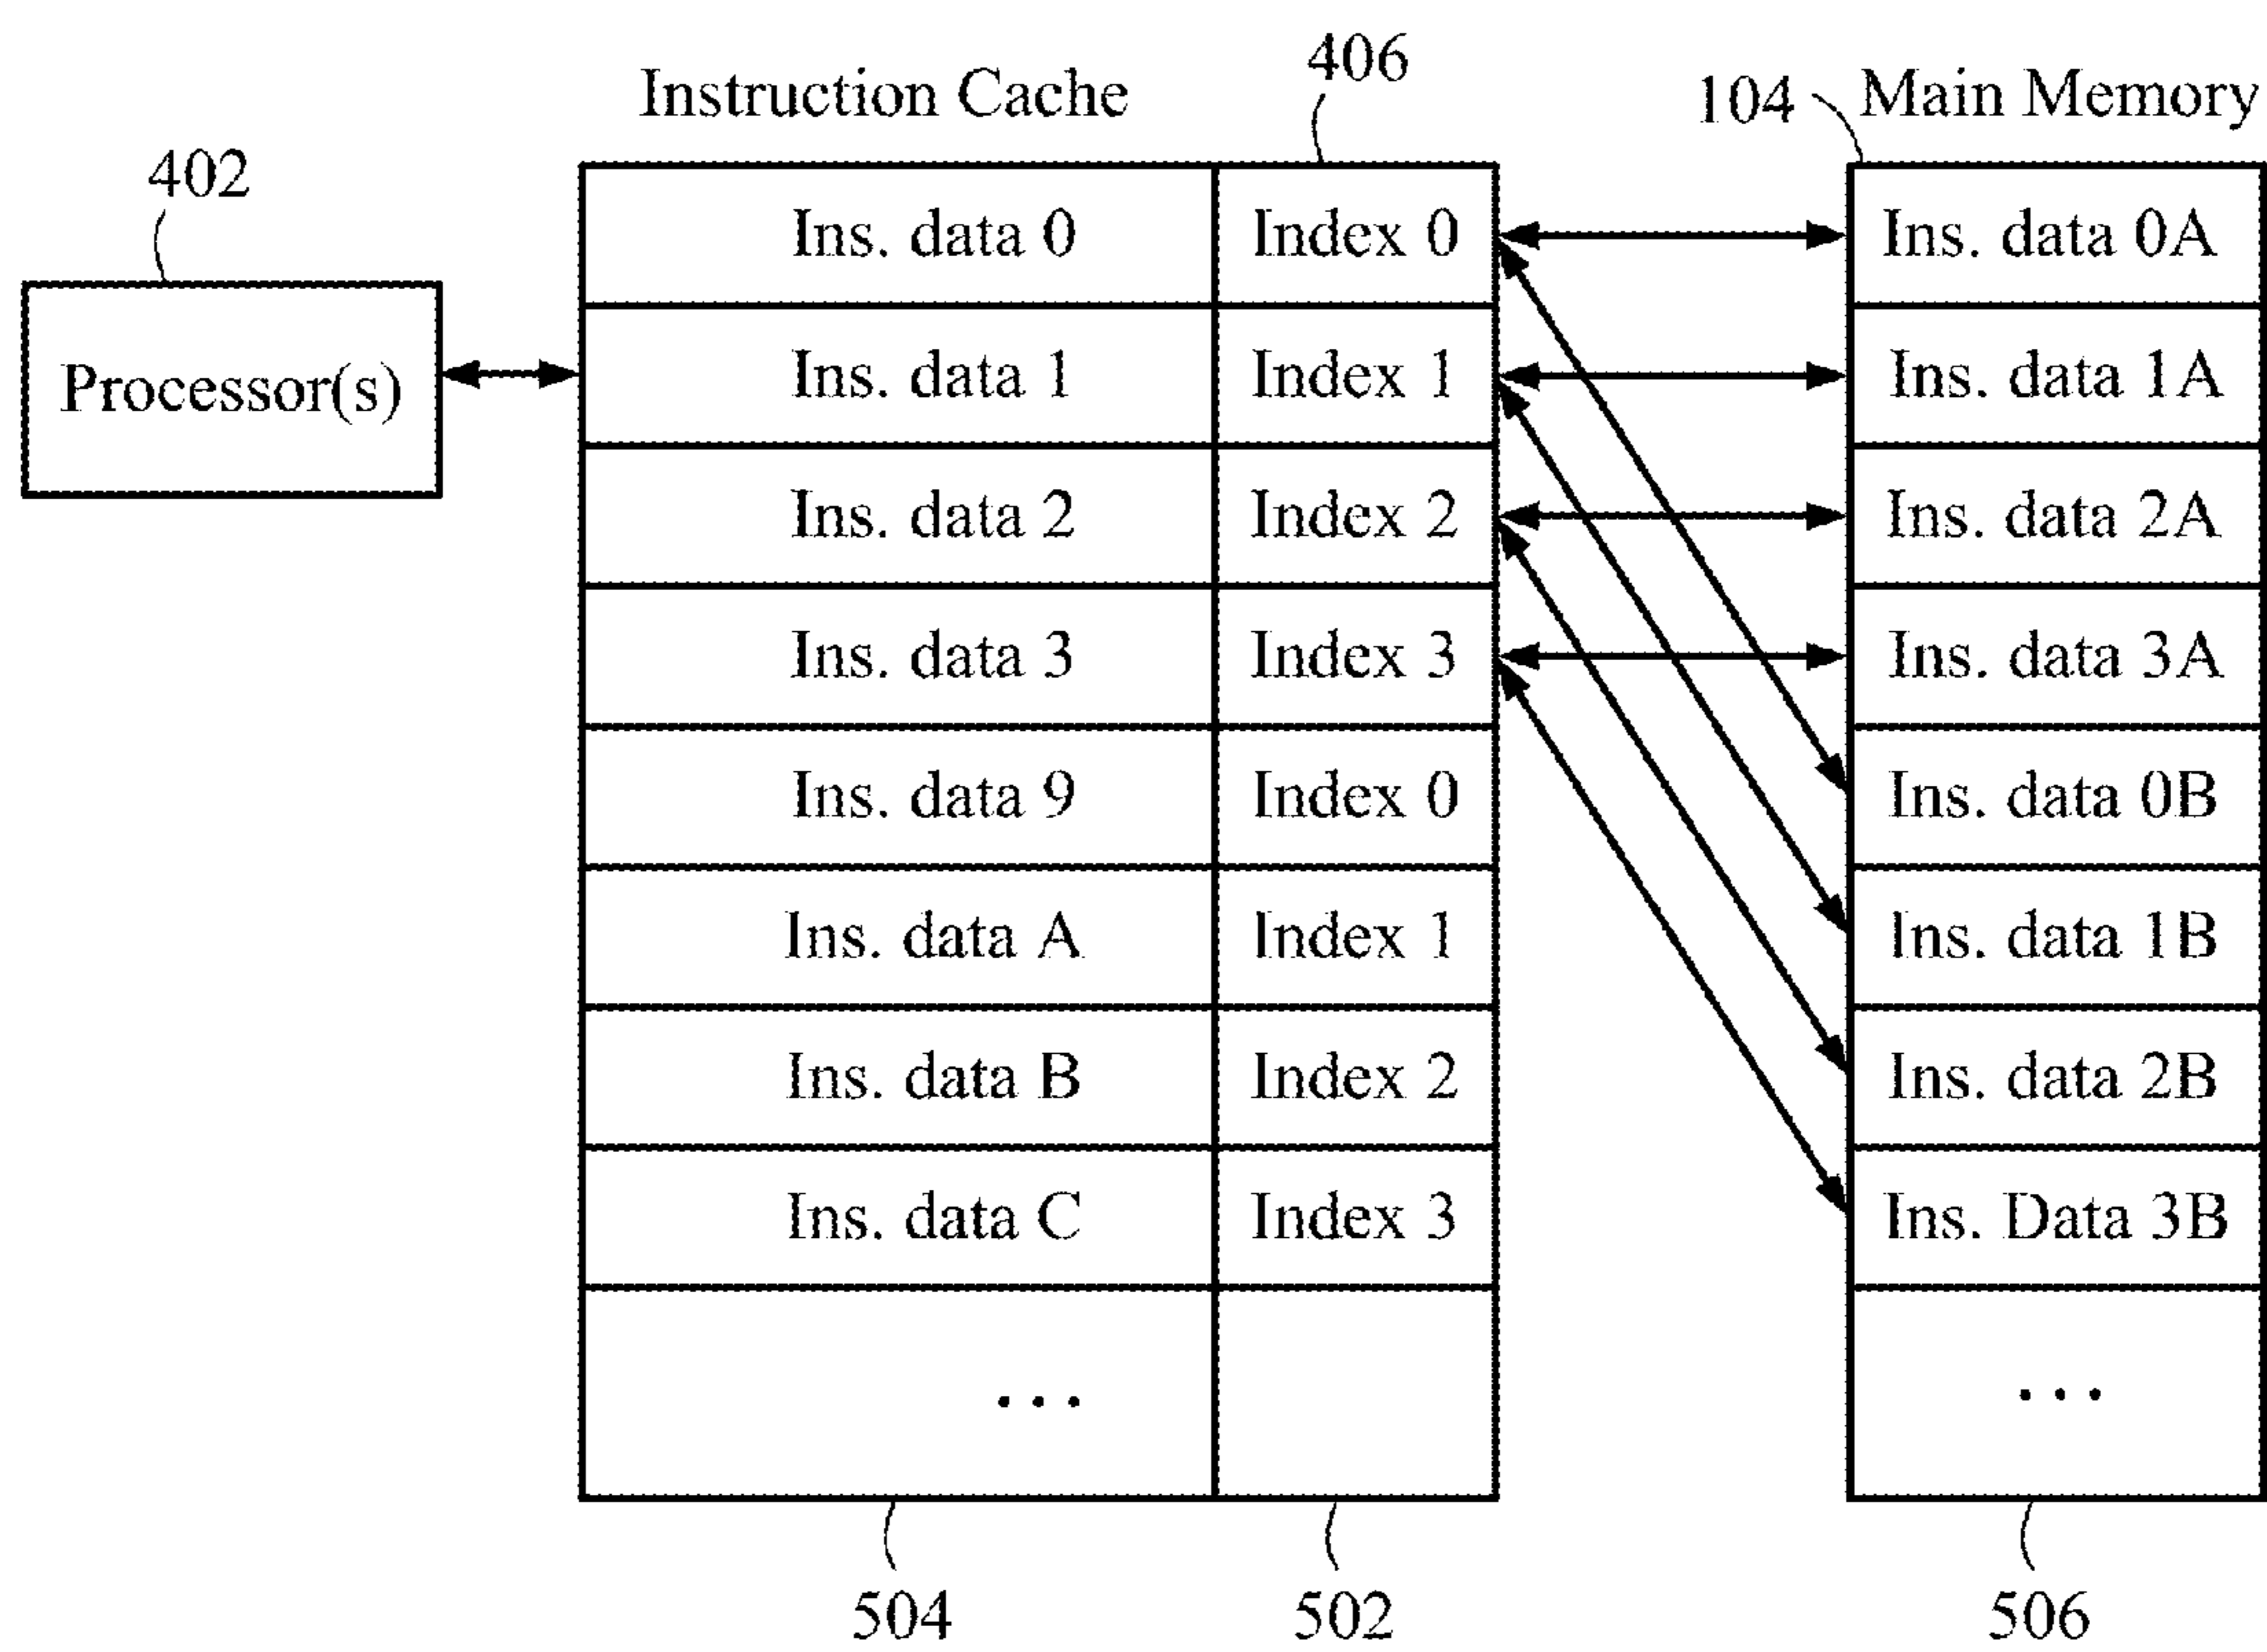 406
Instruction Cache
104 Main Memory
402
Ins. data 0 Index 0 Ins. data 0A
Processor(s) Ins. data 1 Index 1 Ins. data 1A
Ins. data 2 Index 2 Ins. data 2A
Ins. data 3 Index 3 Ins. data 3A
Ins. data 9 Index 0 Ins. data 0B
Ins. data A Index 1 Ins. data 1B
Ins. data B Index 2 Ins. data 2B
Ins. data C Index 3 Ins. Data 3B
... ...
504 502 506